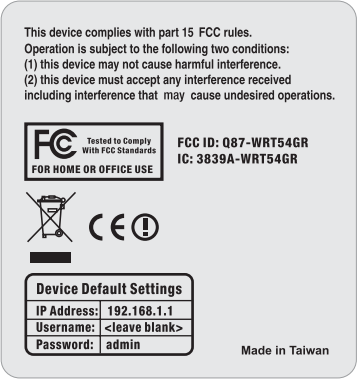 This device complies with part 15 FCC rules.
Operation is subject to the following two conditions:
(1) this device may not cause harmful interference.
(2) this device must accept any interference received
including interference that may cause undesired operations.
FC Tested to Comply
With FCC Standards
FOR HOME OR OFFICE USE
FCC ID: Q87-WRT54GR
IC: 3839A-WRT54GR
CE
Device Default Settings
IP Address: 192.168.1.1
Username: <leave blank>
Password: admin
Made in Taiwan